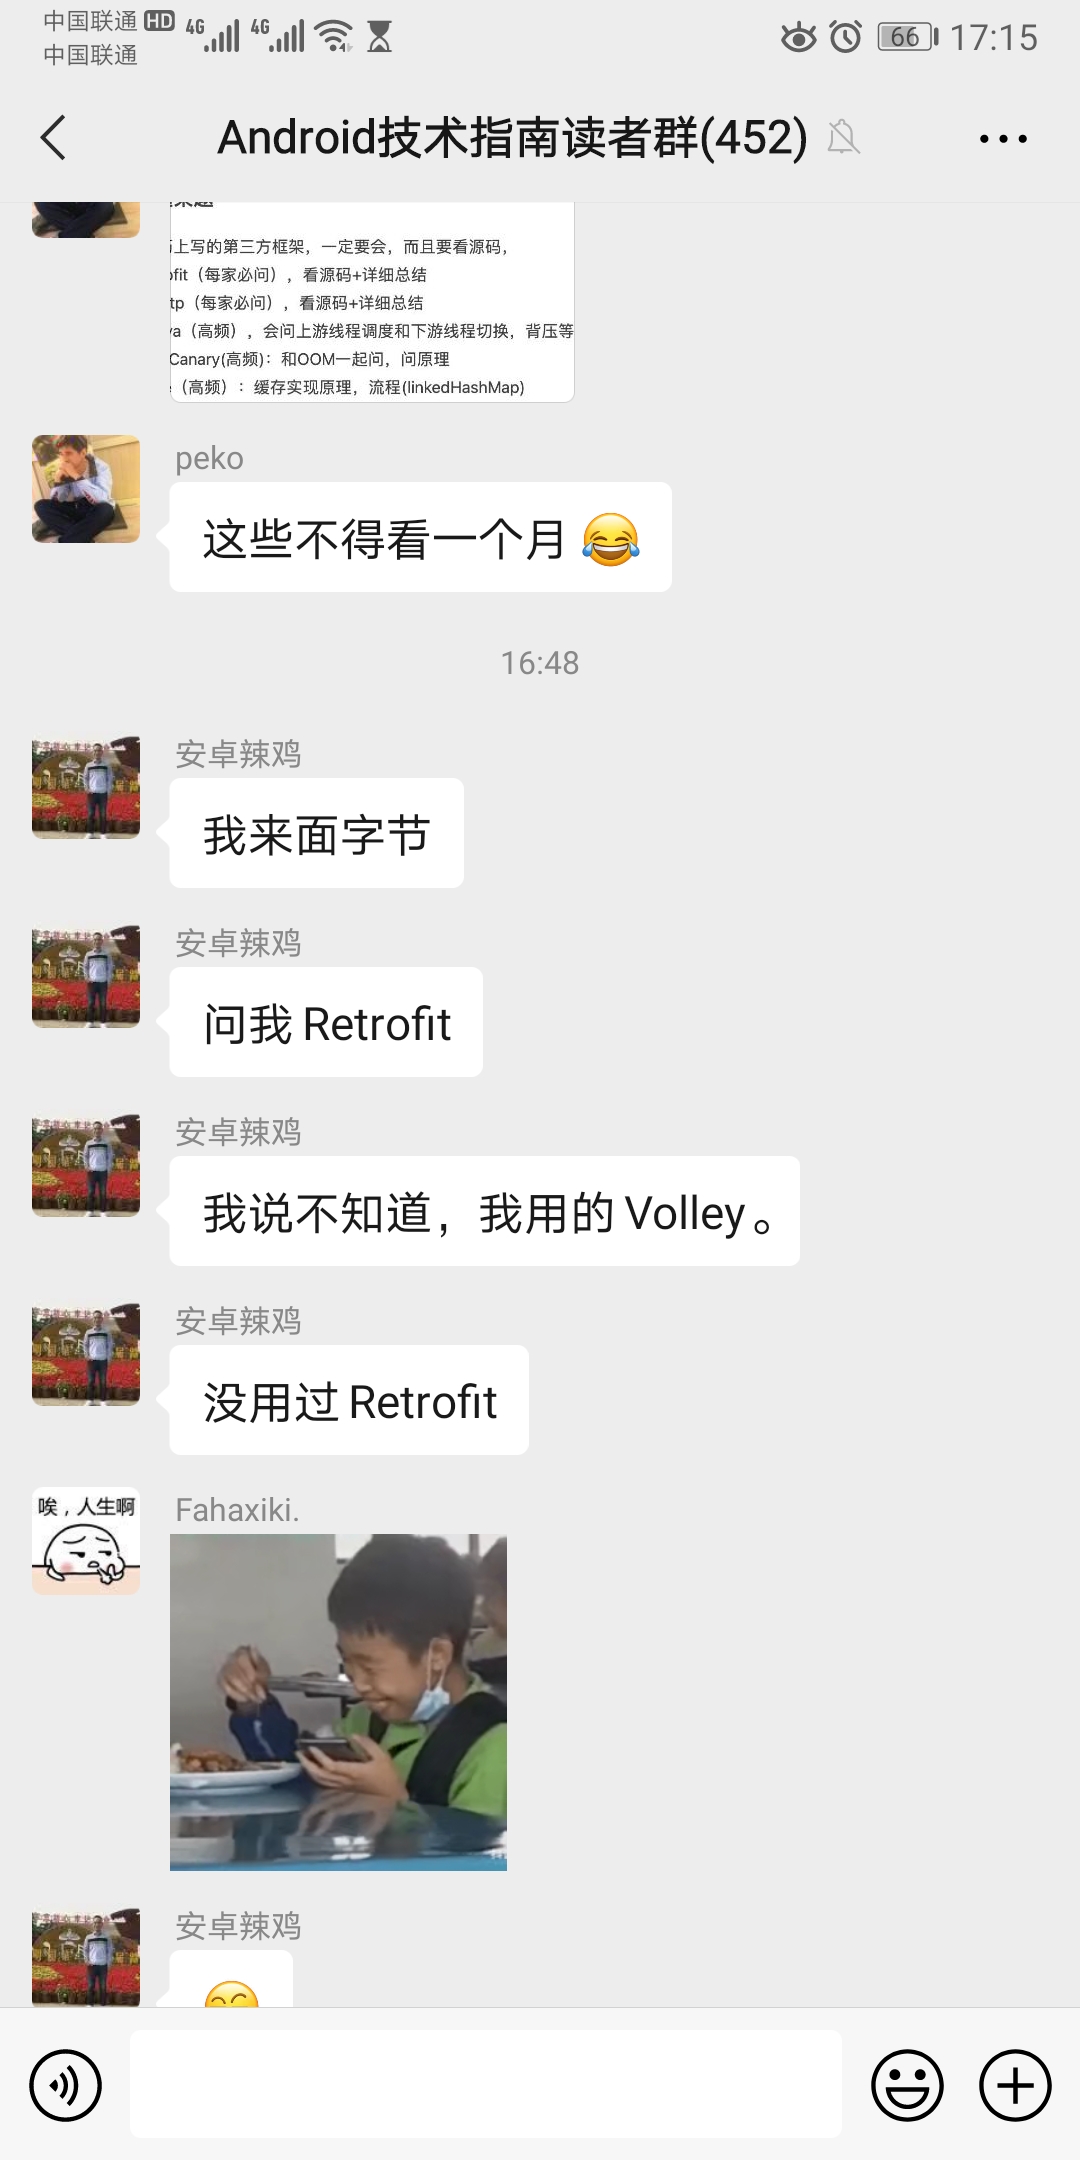 中国联通 HD 4G 4G
中国联通
66 17:15
Android技术指南读者群(452)
上写的第三方框架，一定要会，而且要看源码，
ofit（每家必问），看源码+详细总结
tp（每家必问），看源码+详细总结
va（高频），会问上游线程调度和下游线程切换，背压等
Canary(高频)：和OOM一起问，问原理
（高频）：缓存实现原理，流程(linkedHashMap)
peko
这些不得看一个月😂
16:48
安卓辣鸡
我来面字节
安卓辣鸡
问我 Retrofit
安卓辣鸡
我说不知道，我用的 Volley。
安卓辣鸡
没用过 Retrofit
唉，人生啊
Fahaxiki.
安卓辣鸡